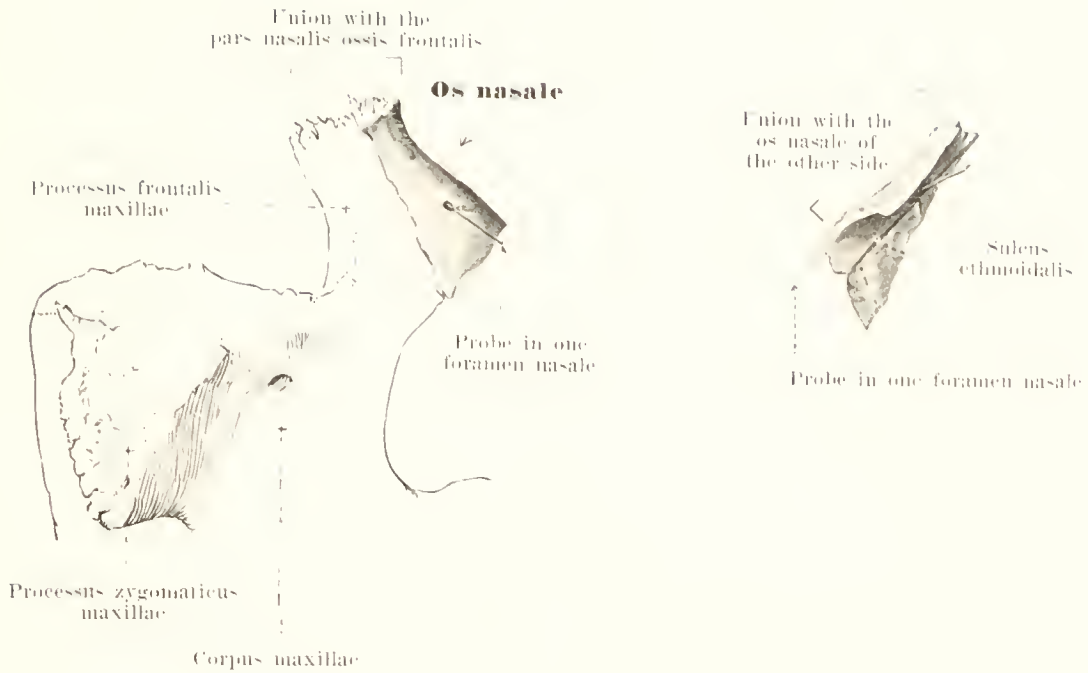 Union with the
pars nasalis ossis frontalis
Os nasale
Union with the
os nasale of
the other side
Processus frontalis
maxillae
Sulcus
ethmoidalis
Probe in one
foramen nasale
Probe in one foramen nasale
Processus zygomaticus
maxillae
Corpus maxillae